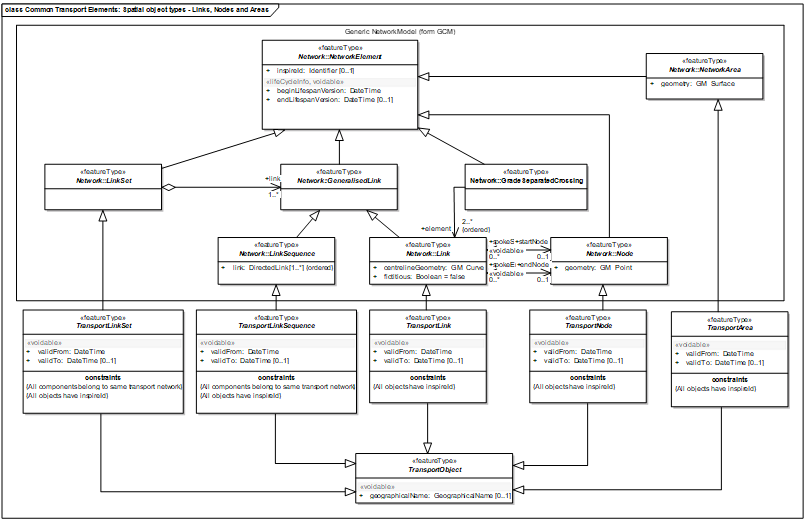 class Common Transport Elements: Spatial object types - Links, Nodes and Areas
Generic NetworkModel (form GCM)
«featureType»
Network::NetworkElement
+ inspireId: Identifier [0..1]
«lifeCycleInfo, voidable»
+ beginLifespanVersion: DateTime
+ endLifespanVersion: DateTime [0..1]
«featureType»
Network::NetworkArea
+ geometry: GM_Surface
«featureType»
Network::LinkSet
+link
1..*
«featureType»
Network::GeneralisedLink
«featureType»
Network::GradeSeparatedCrossing
+element
2..*
{ordered}
«featureType»
Network::LinkSequence
+ link: DirectedLink [1..*] {ordered}
«featureType»
Network::Link
+ centrelineGeometry: GM_Curve
+ fictitious: Boolean = false
+spokeS +startNode
«voidable»
0..* 0..1
+spokeE +endNode
«voidable»
0..* 0..1
«featureType»
Network::Node
+ geometry: GM_Point
«featureType»
TransportLinkSet
«voidable»
+ validFrom: DateTime
+ validTo: DateTime [0..1]
constraints
{All components belong to same transport network}
{All objects have inspireId}
«featureType»
TransportLinkSequence
«voidable»
+ validFrom: DateTime
+ validTo: DateTime [0..1]
constraints
{All components belong to same transport network}
{All objects have inspireId}
«featureType»
TransportLink
«voidable»
+ validFrom: DateTime
+ validTo: DateTime [0..1]
constraints
{All objects have inspireId}
«featureType»
TransportNode
«voidable»
+ validFrom: DateTime
+ validTo: DateTime [0..1]
constraints
{All objects have inspireId}
«featureType»
TransportArea
«voidable»
+ validFrom: DateTime
+ validTo: DateTime [0..1]
constraints
{All objects have inspireId}
«featureType»
TransportObject
«voidable»
+ geographicalName: GeographicalName [0..1]